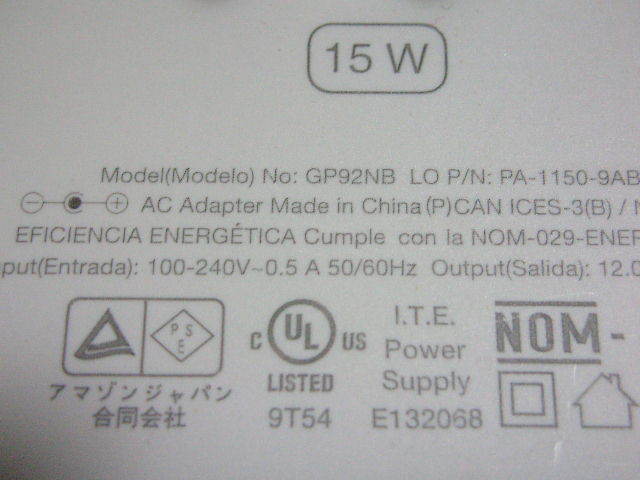 15 W
Model(Modelo) No: GP92NB LO P/N: PA-1150-9AB
AC Adapter Made in China (P)CAN ICES-3(B) /
EFICIENCIA ENERGÉTICA Cumple con la NOM-029-ENER
put(Entrada): 100-240V~0.5 A 50/60Hz Output(Salida): 12.0
PSE
C UL US
LISTED
9T54
I.T.E.
Power
Supply
E132068
NOM-
アマゾンジャパン
合同会社